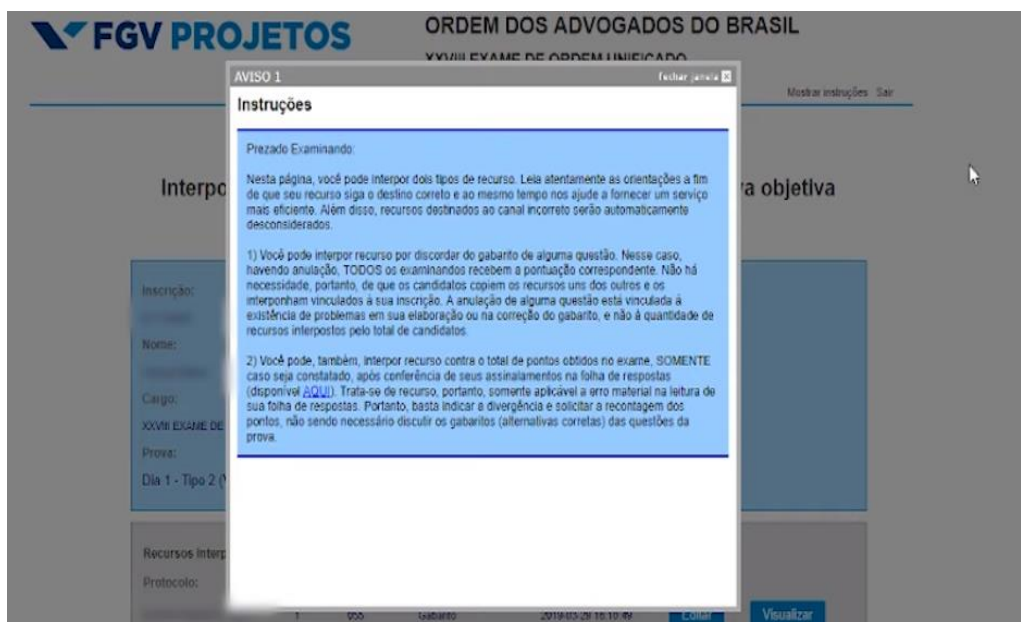 FGV PROJETOS
ORDEM DOS ADVOGADOS DO BRASIL
XXVIII EXAME DE ORDEM UNIFICADO
AVISO 1
fechar janela
Mostrar instruções Sair
Instruções
Prezado Examinando:
Nesta página, você pode interpor dois tipos de recurso. Leia atentamente as orientações a fim
de que seu recurso siga o destino correto e ao mesmo tempo nos ajude a fornecer um serviço
mais eficiente. Além disso, recursos destinados ao canal incorreto serão automaticamente
desconsiderados.
1) Você pode interpor recurso por discordar do gabarito de alguma questão. Nesse caso,
havendo anulação, TODOS os examinandos recebem a pontuação correspondente. Não há
necessidade, portanto, de que os candidatos copiem os recursos uns dos outros e os
interponham vinculados à sua inscrição. A anulação de alguma questão está vinculada à
existência de problemas em sua elaboração ou na correção do gabarito, e não à quantidade de
recursos interpostos pelo total de candidatos.
2) Você pode, também, interpor recurso contra o total de pontos obtidos no exame, SOMENTE
caso seja constatado, após conferência de seus assinalamentos na folha de respostas
(disponível AQUI). Trata-se de recurso, portanto, somente aplicável a erro material na leitura de
sua folha de respostas. Portanto, basta indicar a divergência e solicitar a recontagem dos
pontos, não sendo necessário discutir os gabaritos (alternativas corretas) das questões da
prova.
Interpo
va objetiva
Inscrição:
Nome:
Cargo:
XXVIII EXAME DE
Prova:
Dia 1 - Tipo 2 (V
Recursos Interp
Protocolo:
1 055 Gabarito Editar Visualizar